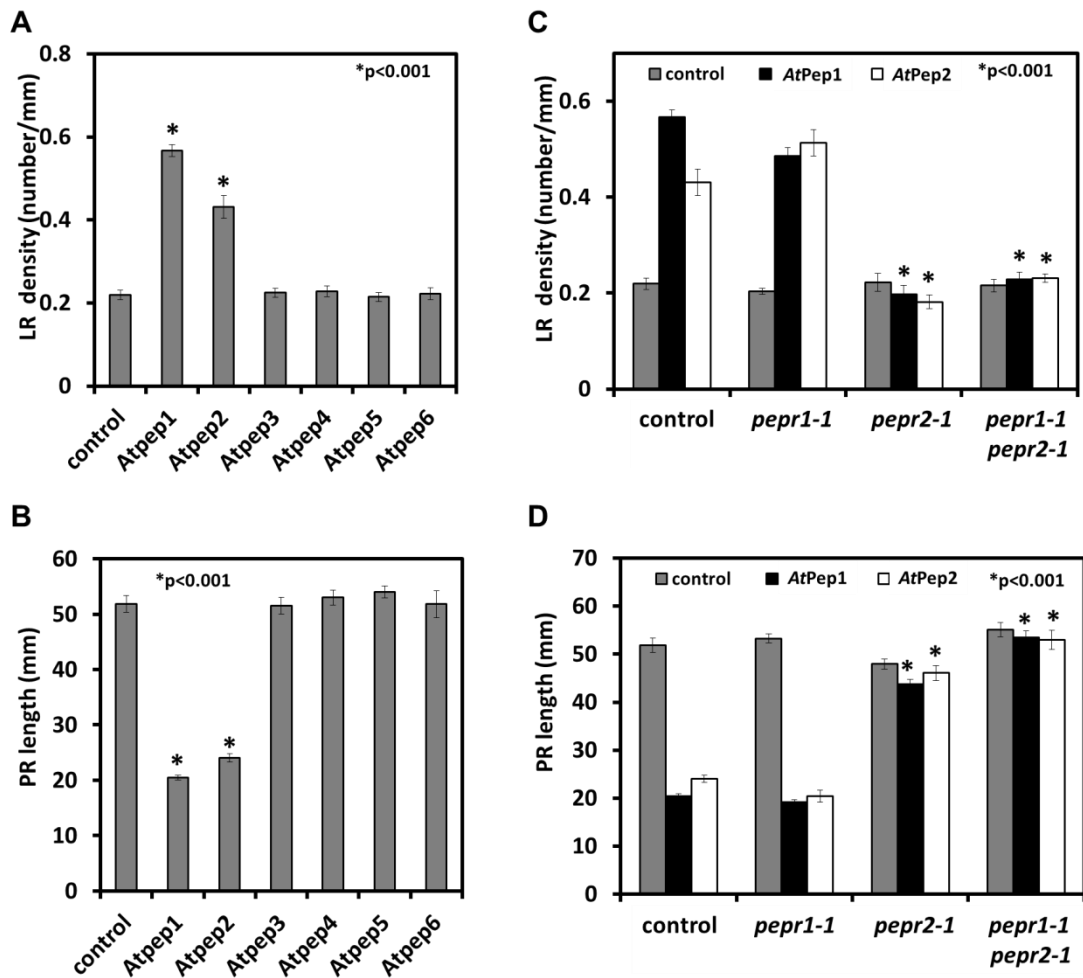 A
LR density (number/mm)
0.8
0.6
0.4
0.2
0
*p<0.001
*
*
control
Atpep1
Atpep2
Atpep3
Atpep4
Atpep5
Atpep6
C
LR density (number/mm)
0.6
0.4
0.2
0
control AtPep1 AtPep2 *p<0.001
* * * *
control pepr1-1 pepr2-1 pepr1-1
pepr2-1
B
PR length (mm)
60
50
40
30
20
10
0
*p<0.001
*
*
control
Atpep1
Atpep2
Atpep3
Atpep4
Atpep5
Atpep6
D
PR length (mm)
70
60
50
40
30
20
10
0
control AtPep1 AtPep2 *p<0.001
* * * *
control pepr1-1 pepr2-1 pepr1-1
pepr2-1